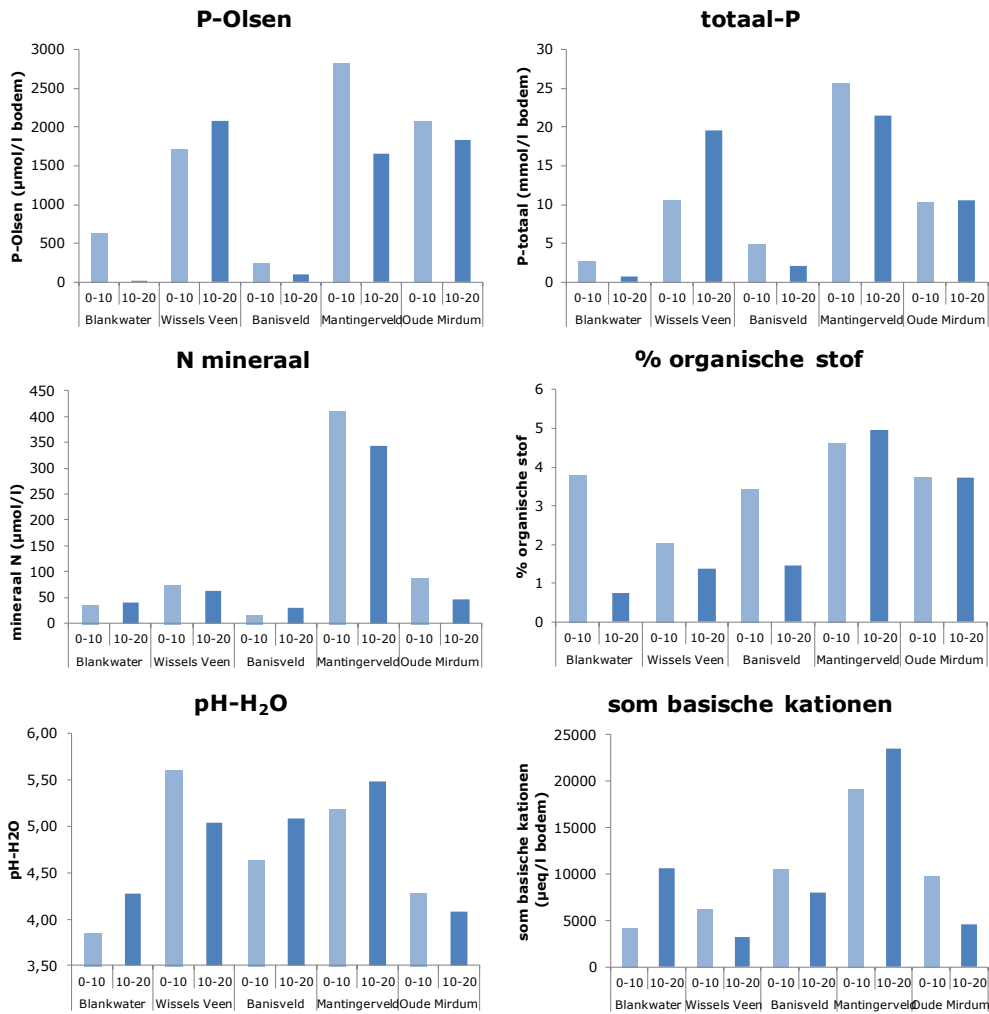 P-Olsen
P-Olsen (µmol/l bodem)
3000
2500
2000
1500
1000
500
0
0-10 10-20 0-10 10-20 0-10 10-20 0-10 10-20 0-10 10-20
Blankwater Wissels Veen Banisveld Mantingerveld Oude Mirdum
totaal-P
P-totaal (mmol/l bodem)
30
25
20
15
10
5
0
0-10 10-20 0-10 10-20 0-10 10-20 0-10 10-20 0-10 10-20
Blankwater Wissels Veen Banisveld Mantingerveld Oude Mirdum
N mineraal
mineraal N (µmol/l)
450
400
350
300
250
200
150
100
50
0
0-10 10-20 0-10 10-20 0-10 10-20 0-10 10-20 0-10 10-20
Blankwater Wissels Veen Banisveld Mantingerveld Oude Mirdum
% organische stof
% organische stof
6
5
4
3
2
1
0
0-10 10-20 0-10 10-20 0-10 10-20 0-10 10-20 0-10 10-20
Blankwater Wissels Veen Banisveld Mantingerveld Oude Mirdum
pH-H₂O
pH-H2O
6,00
5,50
5,00
4,50
4,00
3,50
0-10 10-20 0-10 10-20 0-10 10-20 0-10 10-20 0-10 10-20
Blankwater Wissels Veen Banisveld Mantingerveld Oude Mirdum
som basische kationen
som basische kationen
(µeq/l bodem)
25000
20000
15000
10000
5000
0
0-10 10-20 0-10 10-20 0-10 10-20 0-10 10-20 0-10 10-20
Blankwater Wissels Veen Banisveld Mantingerveld Oude Mirdum